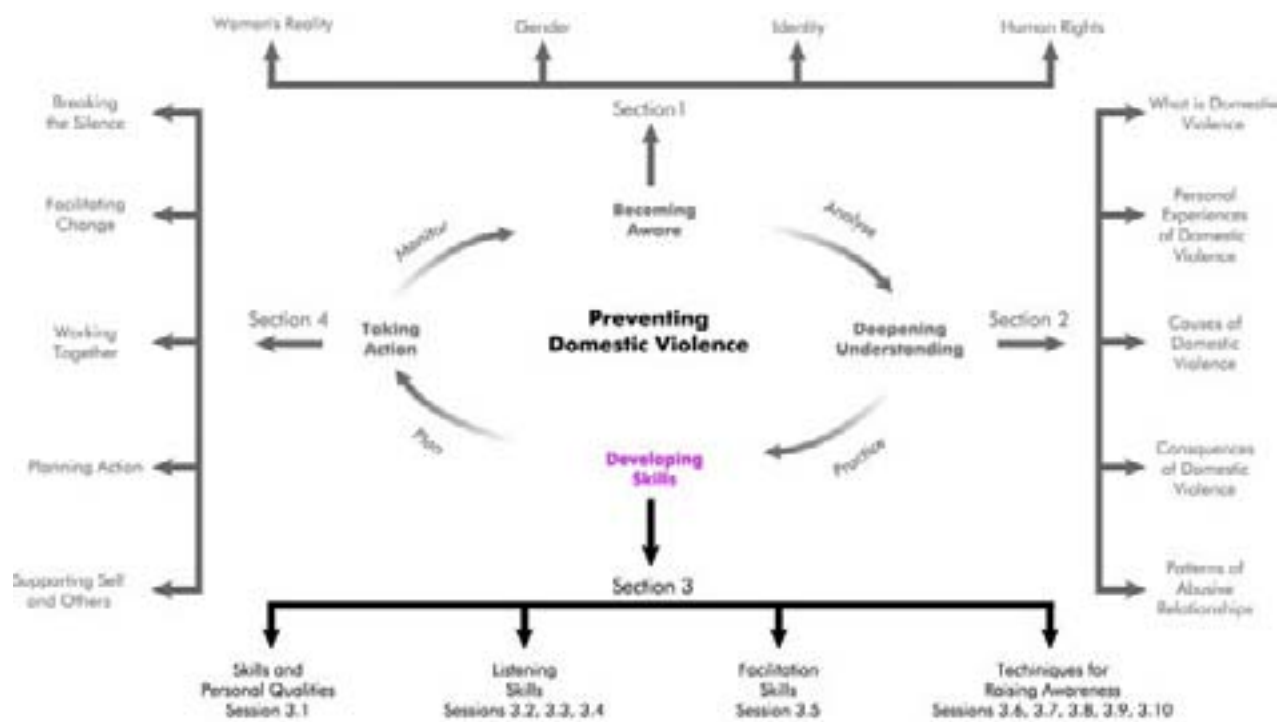 Women's Reality
Gender
Identity
Human Rights
Section 1
Breaking
the Silence
Facilitating
Change
Working
Together
Planning Action
Supporting Self
and Others
Section 4
Taking
Action
Monitor
Becoming
Aware
Analyse
Preventing
Domestic Violence
Deepening
Understanding
Section 2
Plan
Developing
Skills
Practice
What is Domestic
Violence
Personal
Experiences
of Domestic
Violence
Causes of
Domestic
Violence
Consequences
of Domestic
Violence
Patterns of
Abusive
Relationships
Section 3
Skills and
Personal Qualities
Session 3.1
Listening
Skills
Sessions 3.2, 3.3, 3.4
Facilitation
Skills
Session 3.5
Techniques for
Raising Awareness
Sessions 3.6, 3.7, 3.8, 3.9, 3.10